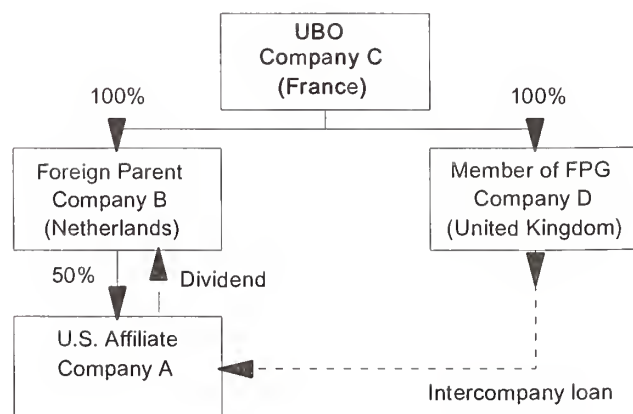 UBO
Company C
(France)
100%
100%
Foreign Parent
Company B
(Netherlands)
Member of FPG
Company D
(United Kingdom)
50%
Dividend
U.S. Affiliate
Company A
Intercompany loan